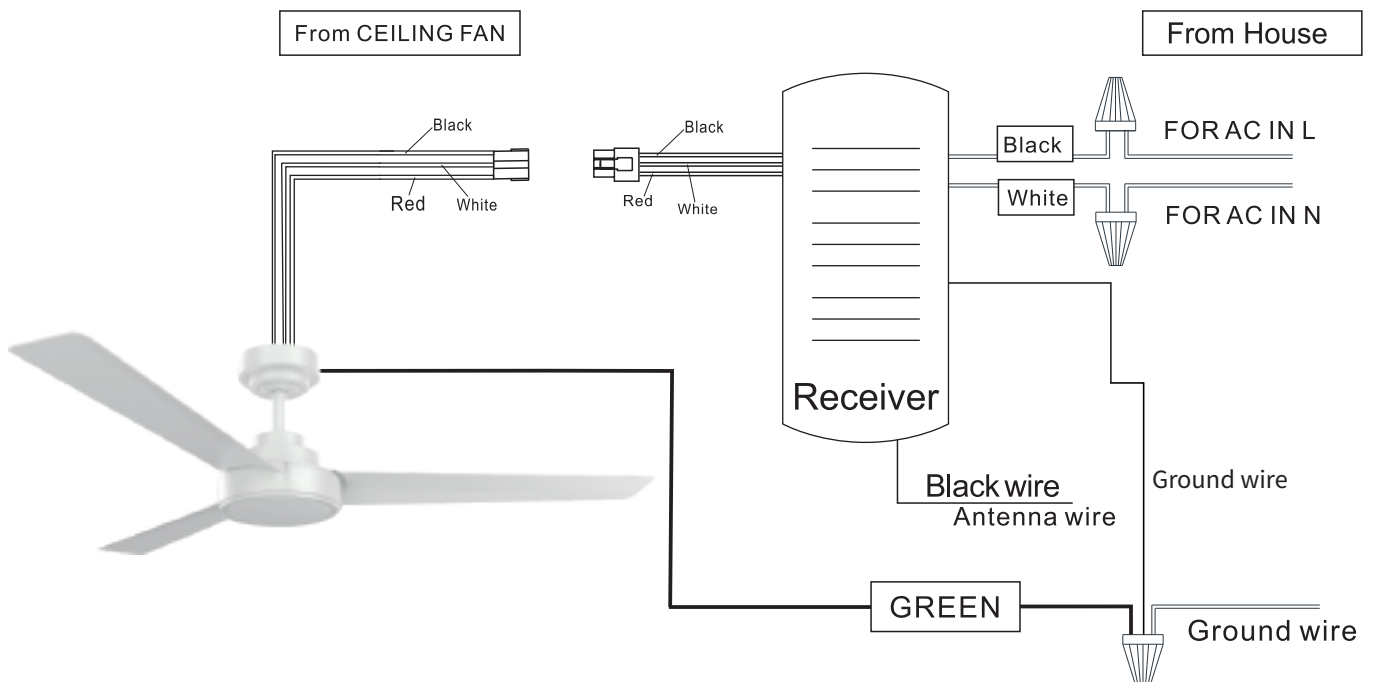 From CEILING FAN
From House
Black
Red
White
Black
Red
White
Black
FOR AC IN L
White
FOR AC IN N
Receiver
Black wire
Antenna wire
Ground wire
GREEN
Ground wire